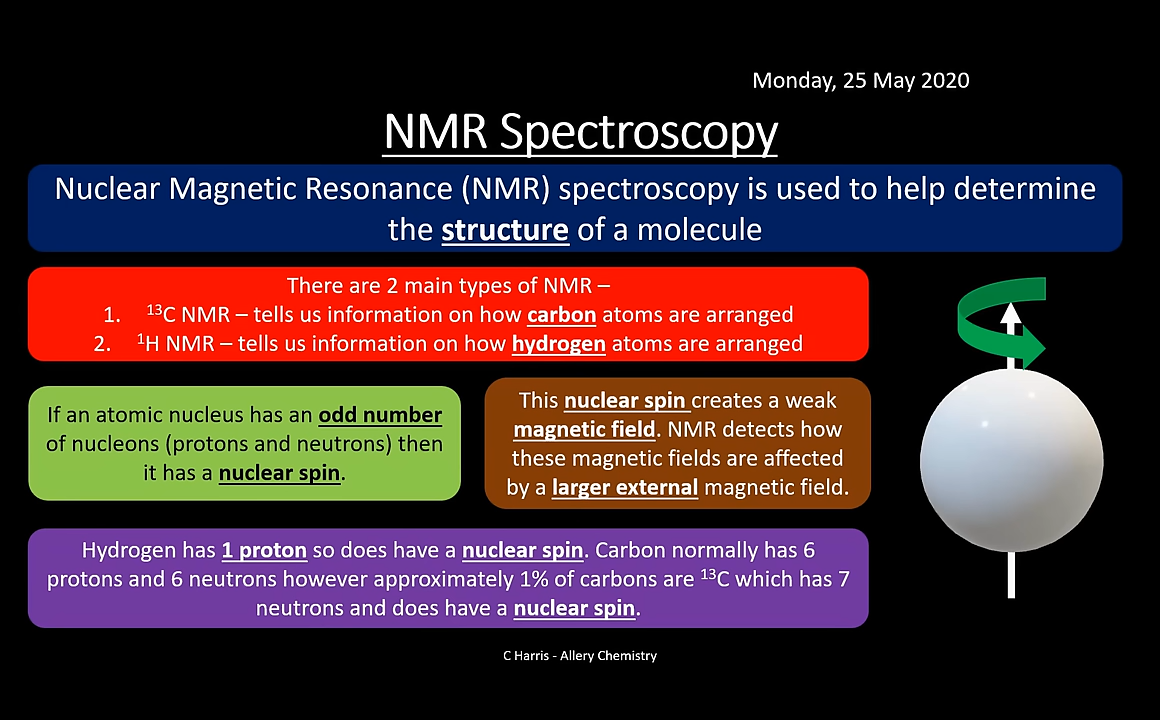 Monday, 25 May 2020
NMR Spectroscopy
Nuclear Magnetic Resonance (NMR) spectroscopy is used to help determine
the structure of a molecule
There are 2 main types of NMR –
1. ¹³C NMR – tells us information on how carbon atoms are arranged
2. ¹H NMR – tells us information on how hydrogen atoms are arranged
If an atomic nucleus has an odd number
of nucleons (protons and neutrons) then
it has a nuclear spin.
This nuclear spin creates a weak
magnetic field. NMR detects how
these magnetic fields are affected
by a larger external magnetic field.
Hydrogen has 1 proton so does have a nuclear spin. Carbon normally has 6
protons and 6 neutrons however approximately 1% of carbons are ¹³C which has 7
neutrons and does have a nuclear spin.
C Harris - Allery Chemistry